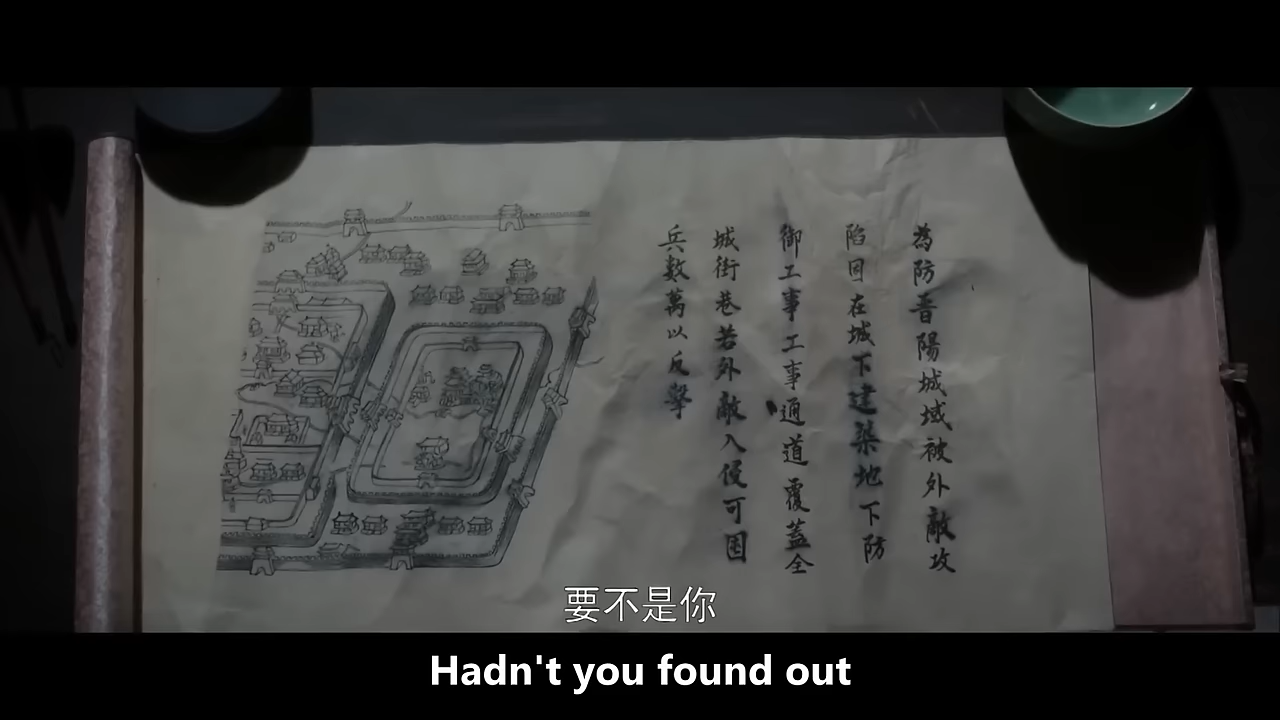 為防晋陽城域被外敵攻
陷回在城下建築地下防
御工事工事通道覆蓋全
城街巷若外敵入侵可困
兵數萬以反擊
要不是你
Hadn't you found out